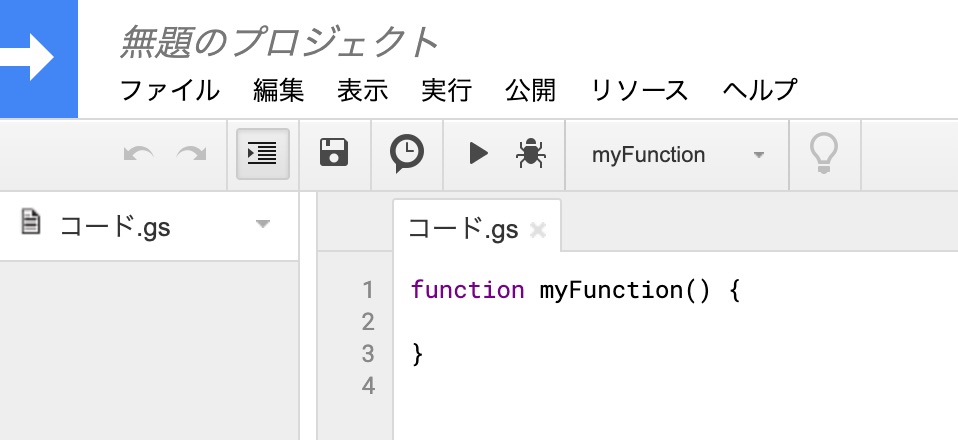 無題のプロジェクト
ファイル 編集 表示 実行 公開 リソース ヘルプ
myFunction
コード.gs
コード.gs
1 function myFunction() {
2
3 }
4